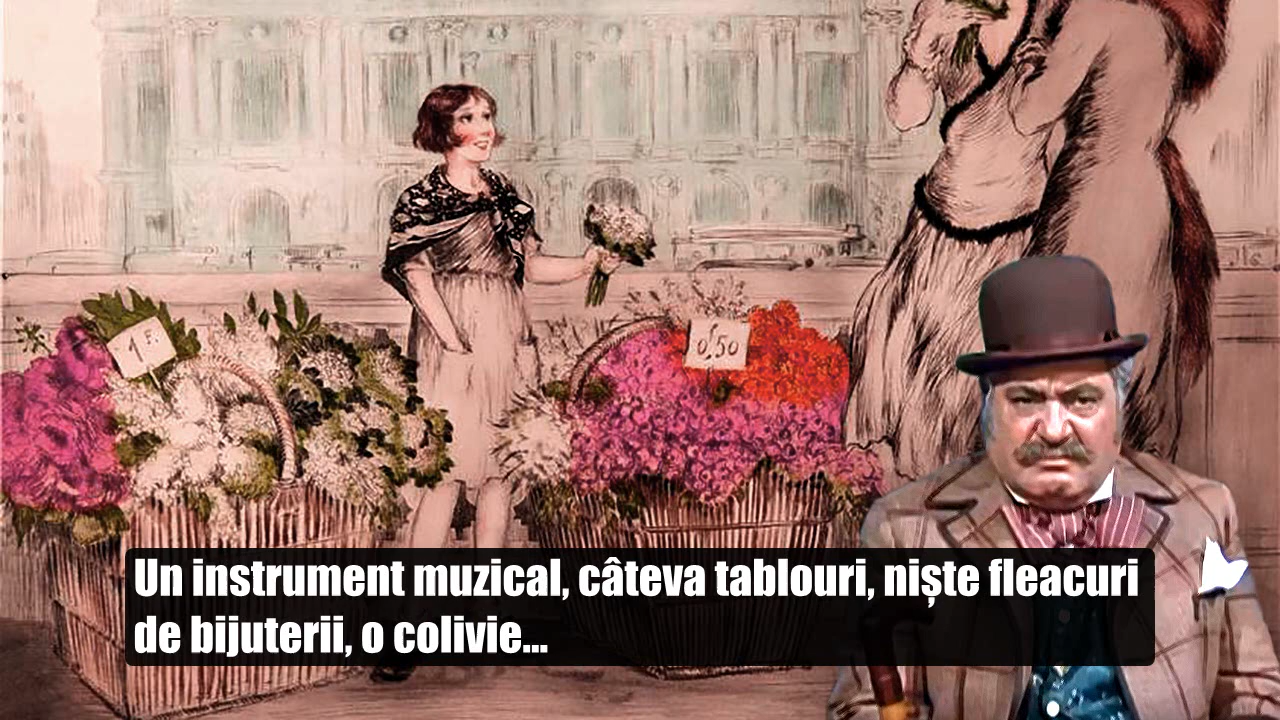 1 F.
0,50
Un instrument muzical, câteva tablouri, niște fleacuri
de bijuterii, o colivie...